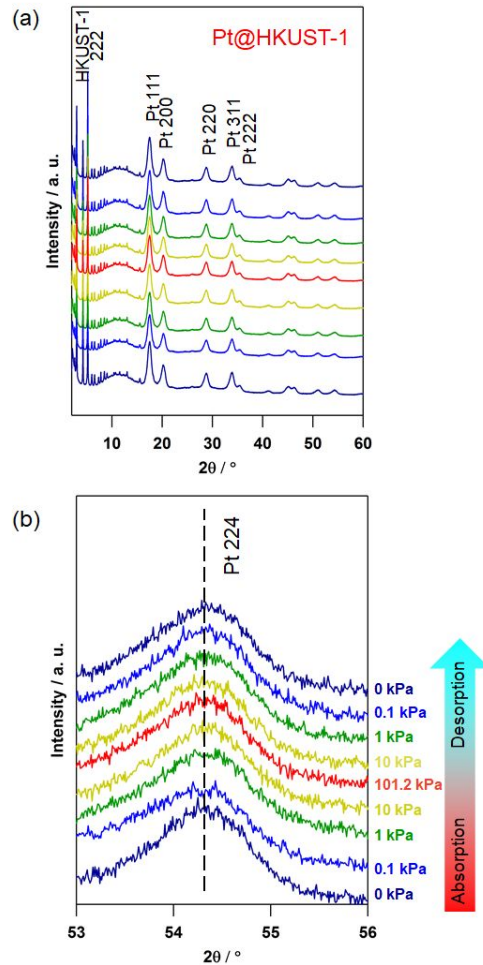 (a)
Pt@HKUST-1
HKUST-1
222
Pt 111
Pt 200
Pt 220
Pt 311
Pt 222
Intensity / a. u.
10
20
30
40
50
60
2θ / °
(b)
Pt 224
Intensity / a. u.
0 kPa
0.1 kPa
1 kPa
10 kPa
101.2 kPa
10 kPa
1 kPa
0.1 kPa
0 kPa
Desorption
Absorption
53
54
55
56
2θ / °